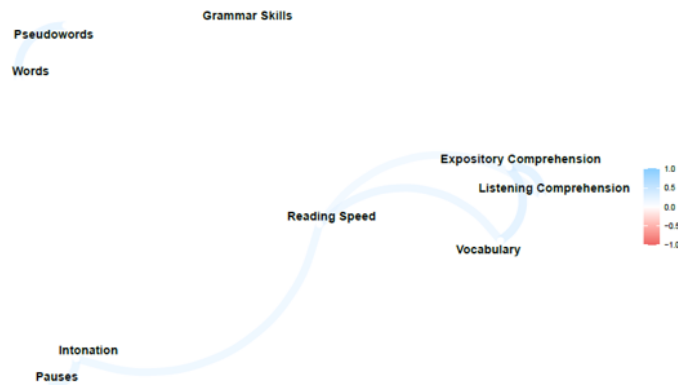 Grammar Skills
Pseudowords
Words
Expository Comprehension
Listening Comprehension
Reading Speed
Vocabulary
Intonation
Pauses
1.0
0.5
0.0
−0.5
−1.0